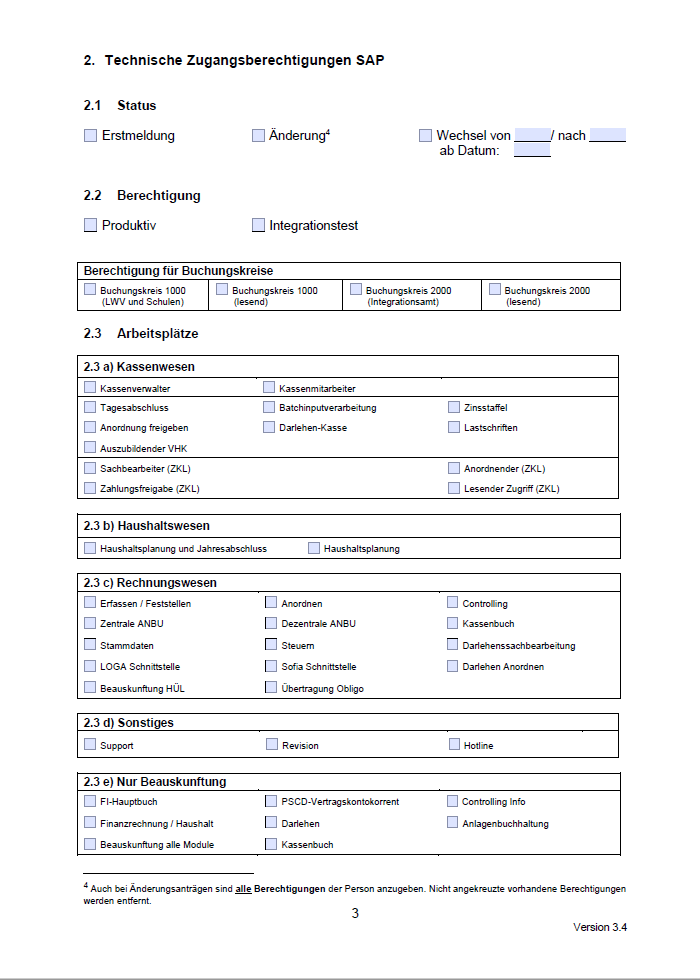 2. Technische Zugangsberechtigungen SAP
2.1 Status
Erstmeldung Änderung⁴ Wechsel von / nach
ab Datum:
2.2 Berechtigung
Produktiv Integrationstest
Berechtigung für Buchungskreise
Buchungskreis 1000 Buchungskreis 1000 Buchungskreis 2000 Buchungskreis 2000
(LWV und Schulen) (lesend) (Integrationsamt) (lesend)
2.3 Arbeitsplätze
2.3 a) Kassenwesen
Kassenverwalter Kassenmitarbeiter
Tagesabschluss Batchinputverarbeitung Zinsstaffel
Anordnung freigeben Darlehen-Kasse Lastschriften
Auszubildender VHK
Sachbearbeiter (ZKL) Anordnender (ZKL)
Zahlungsfreigabe (ZKL) Lesender Zugriff (ZKL)
2.3 b) Haushaltswesen
Haushaltsplanung und Jahresabschluss Haushaltsplanung
2.3 c) Rechnungswesen
Erfassen / Feststellen Anordnen Controlling
Zentrale ANBU Dezentrale ANBU Kassenbuch
Stammdaten Steuern Darlehenssachbearbeitung
LOGA Schnittstelle Sofia Schnittstelle Darlehen Anordnen
Beauskunftung HÜL Übertragung Obligo
2.3 d) Sonstiges
Support Revision Hotline
2.3 e) Nur Beauskunftung
FI-Hauptbuch PSCD-Vertragskontokorrent Controlling Info
Finanzrechnung / Haushalt Darlehen Anlagenbuchhaltung
Beauskunftung alle Module Kassenbuch
⁴ Auch bei Änderungsanträgen sind alle Berechtigungen der Person anzugeben. Nicht angekreuzte vorhandene Berechtigungen
werden entfernt.
3
Version 3.4